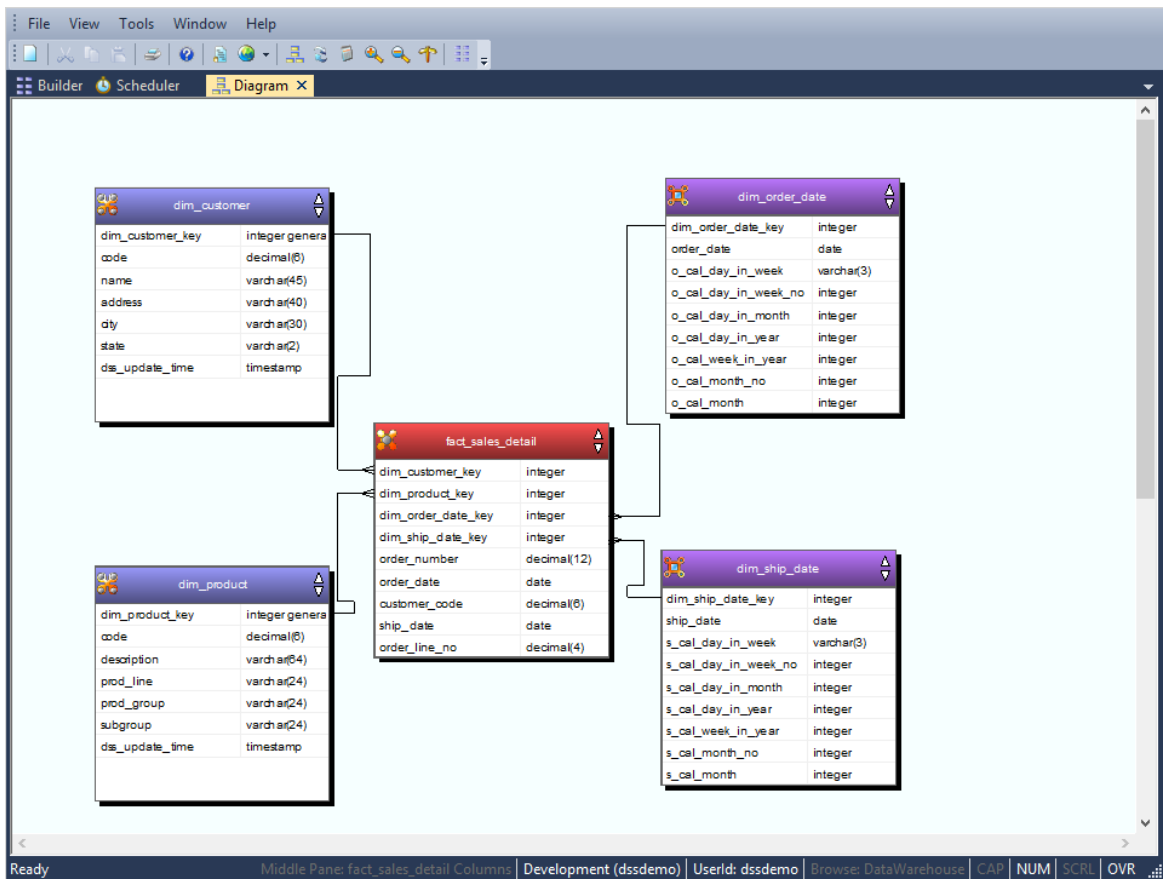 File View Tools Window Help
Builder Scheduler Diagram
dim_customer
dim_customer_key integer genera
code decimal(6)
name varchar(45)
address varchar(40)
city varchar(30)
state varchar(2)
dss_update_time timestamp
dim_order_date
dim_order_date_key integer
order_date date
o_cal_day_in_week varchar(3)
o_cal_day_in_week_no integer
o_cal_day_in_month integer
o_cal_day_in_year integer
o_cal_week_in_year integer
o_cal_month_no integer
o_cal_month integer
fact_sales_detail
dim_customer_key integer
dim_product_key integer
dim_order_date_key integer
dim_ship_date_key integer
order_number decimal(12)
order_date date
customer_code decimal(6)
ship_date date
order_line_no decimal(4)
dim_product
dim_product_key integer genera
code decimal(6)
description varchar(64)
prod_line varchar(24)
prod_group varchar(24)
subgroup varchar(24)
dss_update_time timestamp
dim_ship_date
dim_ship_date_key integer
ship_date date
s_cal_day_in_week varchar(3)
s_cal_day_in_week_no integer
s_cal_day_in_month integer
s_cal_day_in_year integer
s_cal_week_in_year integer
s_cal_month_no integer
s_cal_month integer
Ready Middle Pane: fact_sales_detail Columns Development (dssdemo) UserId: dssdemo Browse: DataWarehouse CAP NUM SCRL OVR